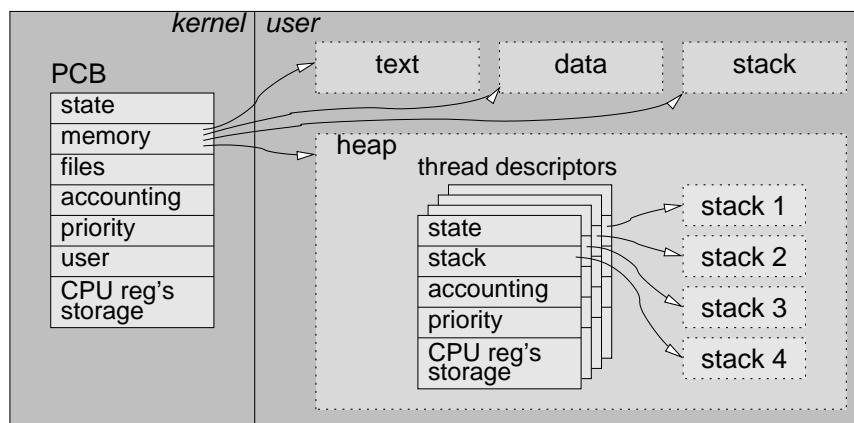 kernel user
PCB
state
memory
files
accounting
priority
user
CPU reg's
storage
text
data
stack
heap
thread descriptors
state
stack
accounting
priority
CPU reg's
storage
stack 1
stack 2
stack 3
stack 4